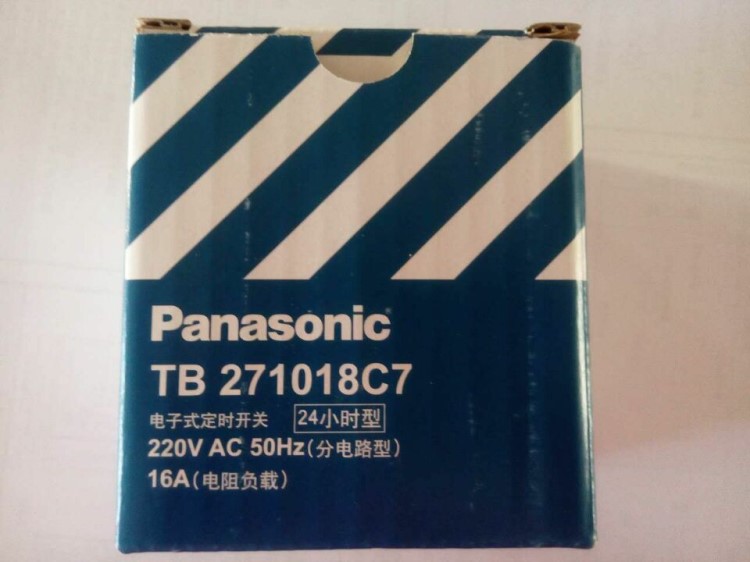 Panasonic
TB 271018C7
电子式定时开关 24小时型
220V AC 50Hz(分电路型)
16A(电阻负载)